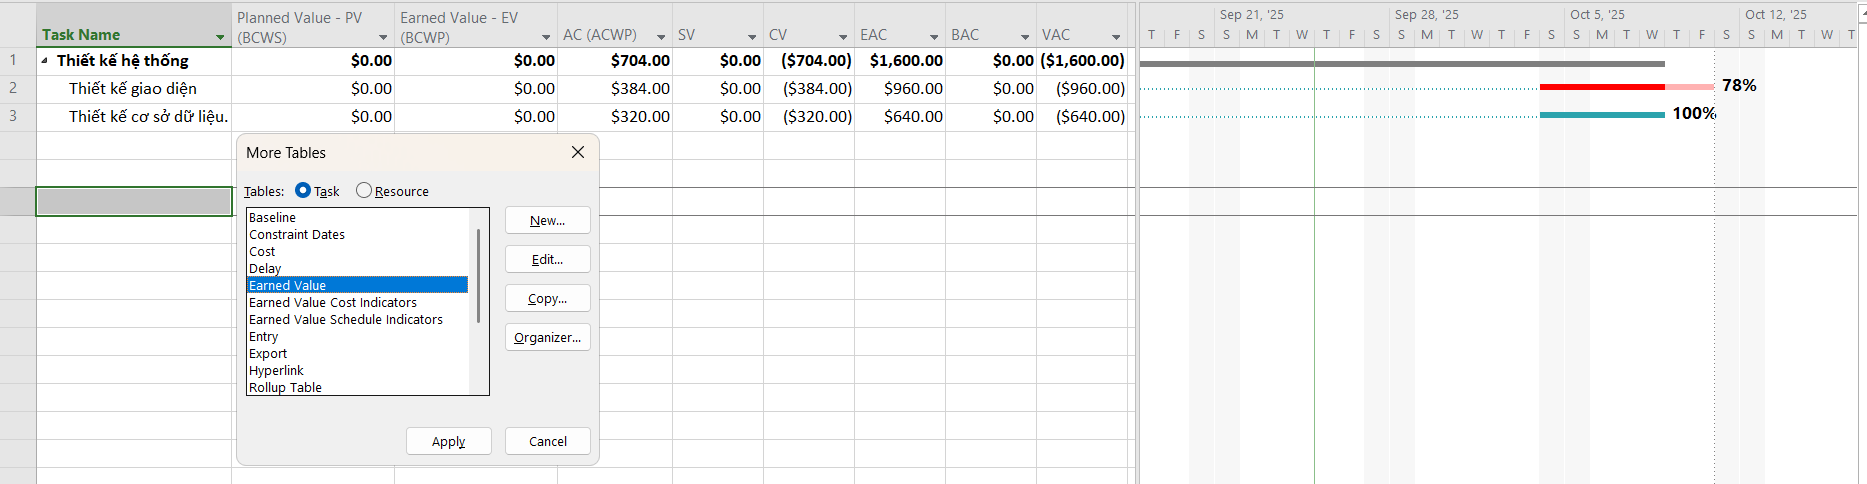 Task Name
Planned Value - PV (BCWS)
Earned Value - EV (BCWP)
AC (ACWP)
SV
CV
EAC
BAC
VAC
Sep 21, '25
Sep 28, '25
Oct 5, '25
Oct 12, '25
T F S S M T W T F S S M T W T F S S M T W T F S S M T W T
1 Thiết kế hệ thống $0.00 $0.00 $704.00 $0.00 ($704.00) $1,600.00 $0.00 ($1,600.00)
2 Thiết kế giao diện $0.00 $0.00 $384.00 $0.00 ($384.00) $960.00 $0.00 ($960.00) 78%
3 Thiết kế cơ sở dữ liệu. $0.00 $0.00 $320.00 $0.00 ($320.00) $640.00 $0.00 ($640.00) 100%
More Tables
Tables: Task Resource
Baseline
Constraint Dates
Cost
Delay
Earned Value
Earned Value Cost Indicators
Earned Value Schedule Indicators
Entry
Export
Hyperlink
Rollup Table
New...
Edit...
Copy...
Organizer...
Apply
Cancel